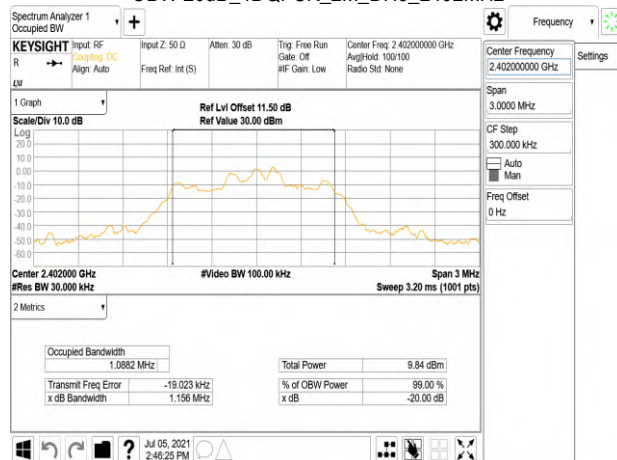 Spectrum Analyzer 1
Occupied BW
Frequency
KEYSIGHT
R
LXI
Input: RF
Coupling: DC
Align: Auto
Input Z: 50 Ω
Freq Ref: Int (S)
Atten: 30 dB
Trig: Free Run
Gate: Off
#IF Gain: Low
Center Freq: 2.402000000 GHz
Avg|Hold: 100/100
Radio Std: None
Center Frequency
2.402000000 GHz
Settings
Span
3.0000 MHz
CF Step
300.000 kHz
Auto
Man
Freq Offset
0 Hz
1 Graph
Scale/Div 10.0 dB
Ref Lvl Offset 11.50 dB
Ref Value 30.00 dBm
Log
20.0
10.0
0.00
-10.0
-20.0
-30.0
-40.0
-50.0
-60.0
Center 2.402000 GHz
#Res BW 30.000 kHz
#Video BW 100.00 kHz
Span 3 MHz
Sweep 3.20 ms (1001 pts)
2 Metrics
Occupied Bandwidth
1.0882 MHz
Total Power 9.84 dBm
Transmit Freq Error -19.023 kHz
% of OBW Power 99.00 %
x dB Bandwidth 1.156 MHz
x dB -20.00 dB
?
Jul 05, 2021
2:46:25 PM